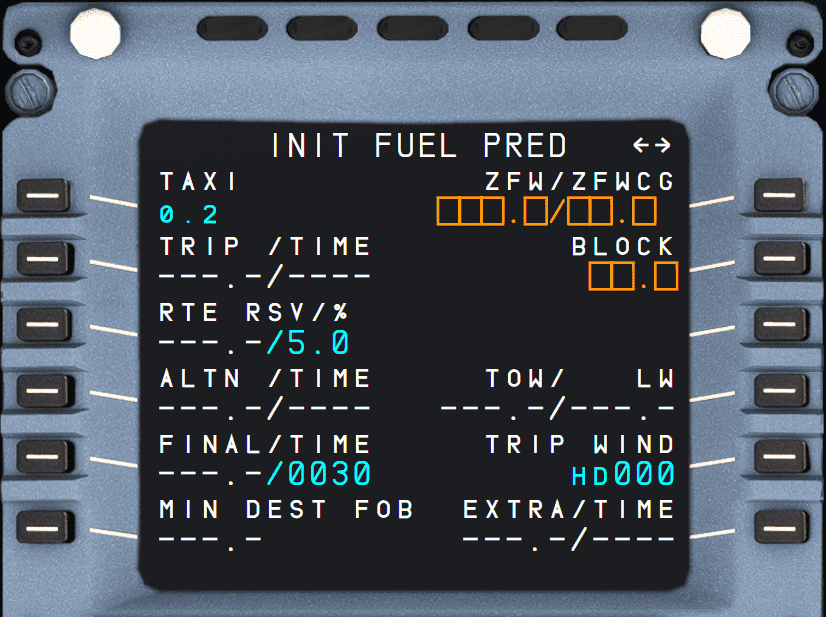 INIT FUEL PRED ←→
TAXI ZFW/ZFWCG
0.2 □□□.□/□□.□
TRIP /TIME BLOCK
---.-/---- □□.□
RTE RSV/%
---.-/5.0
ALTN /TIME TOW/ LW
---.-/---- ---.-/---.-
FINAL/TIME TRIP WIND
---.-/0030 HD000
MIN DEST FOB EXTRA/TIME
---.- ---.-/----